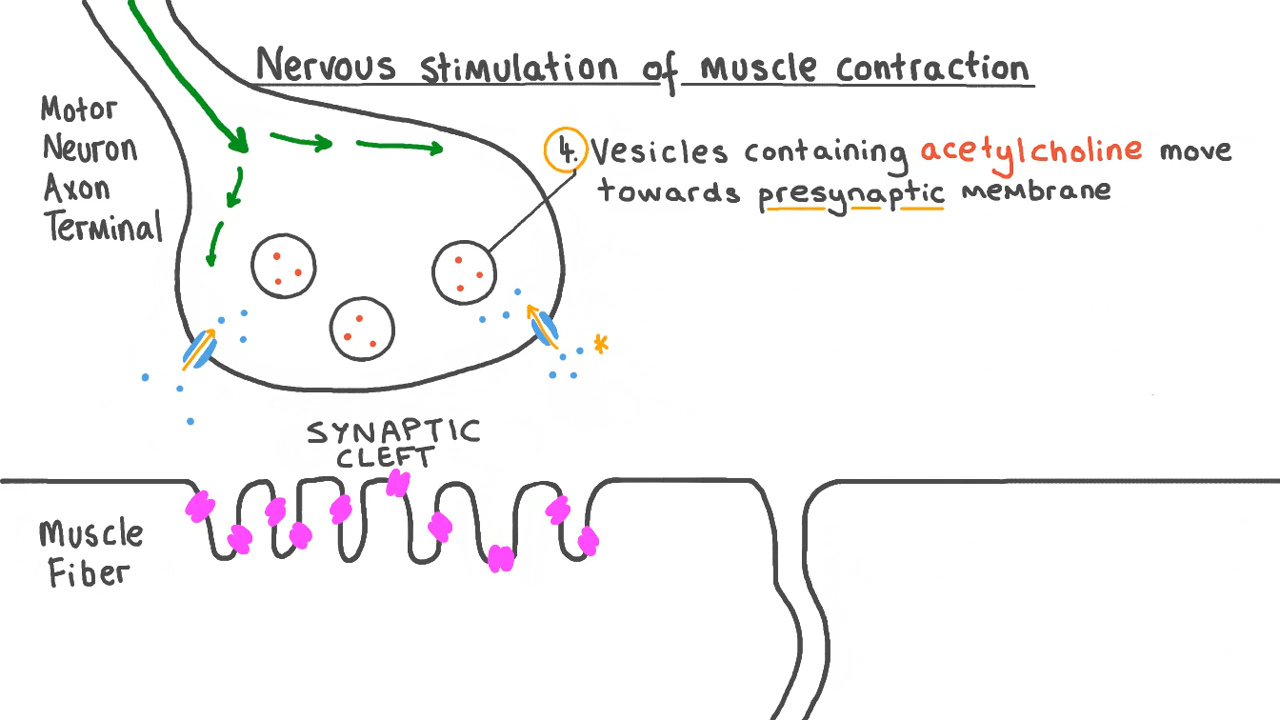 Nervous stimulation of muscle contraction
Motor
Neuron
Axon
Terminal
4. Vesicles containing acetylcholine move
towards presynaptic membrane
*
SYNAPTIC
CLEFT
Muscle
Fiber